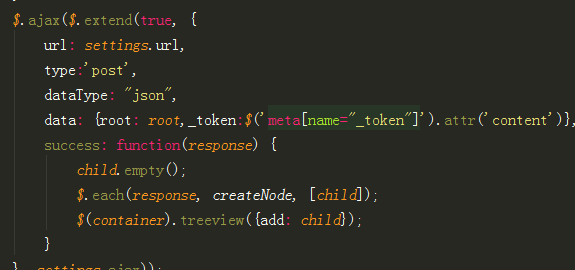 $.ajax($.extend(true, {
url: settings.url,
type:'post',
dataType: "json",
data: {root: root,_token:$('meta[name="_token"]').attr('content')},
success: function(response) {
child.empty();
$.each(response, createNode, [child]);
$(container).treeview({add: child});
}
}, settings.ajax));